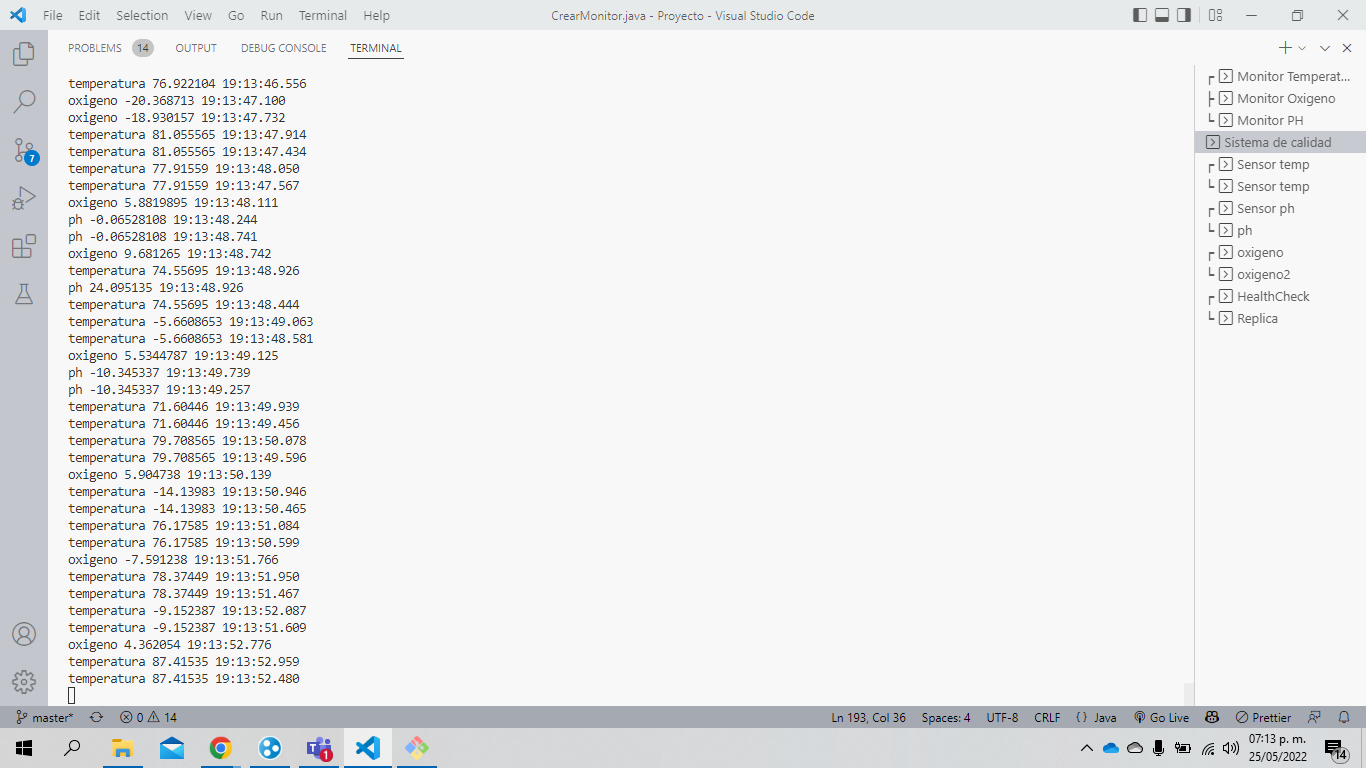 File Edit Selection View Go Run Terminal Help CrearMonitor.java - Proyecto - Visual Studio Code
PROBLEMS 14 OUTPUT DEBUG CONSOLE TERMINAL
temperatura 76.922104 19:13:46.556
oxigeno -20.368713 19:13:47.100
oxigeno -18.930157 19:13:47.732
temperatura 81.055565 19:13:47.914
temperatura 81.055565 19:13:47.434
temperatura 77.91559 19:13:48.050
temperatura 77.91559 19:13:47.567
oxigeno 5.8819895 19:13:48.111
ph -0.06528108 19:13:48.244
ph -0.06528108 19:13:48.741
oxigeno 9.681265 19:13:48.742
temperatura 74.55695 19:13:48.926
ph 24.095135 19:13:48.926
temperatura 74.55695 19:13:48.444
temperatura -5.6608653 19:13:49.063
temperatura -5.6608653 19:13:48.581
oxigeno 5.5344787 19:13:49.125
ph -10.345337 19:13:49.739
ph -10.345337 19:13:49.257
temperatura 71.60446 19:13:49.939
temperatura 71.60446 19:13:49.456
temperatura 79.708565 19:13:50.078
temperatura 79.708565 19:13:49.596
oxigeno 5.904738 19:13:50.139
temperatura -14.13983 19:13:50.946
temperatura -14.13983 19:13:50.465
temperatura 76.17585 19:13:51.084
temperatura 76.17585 19:13:50.599
oxigeno -7.591238 19:13:51.766
temperatura 78.37449 19:13:51.950
temperatura 78.37449 19:13:51.467
temperatura -9.152387 19:13:52.087
temperatura -9.152387 19:13:51.609
oxigeno 4.362054 19:13:52.776
temperatura 87.41535 19:13:52.959
temperatura 87.41535 19:13:52.480
Monitor Temperat...
Monitor Oxigeno
Monitor PH
Sistema de calidad
Sensor temp
Sensor temp
Sensor ph
ph
oxigeno
oxigeno2
HealthCheck
Replica
7
master* 0 14 Ln 193, Col 36 Spaces: 4 UTF-8 CRLF {} Java Go Live Prettier
1
07:13 p. m.
25/05/2022
14